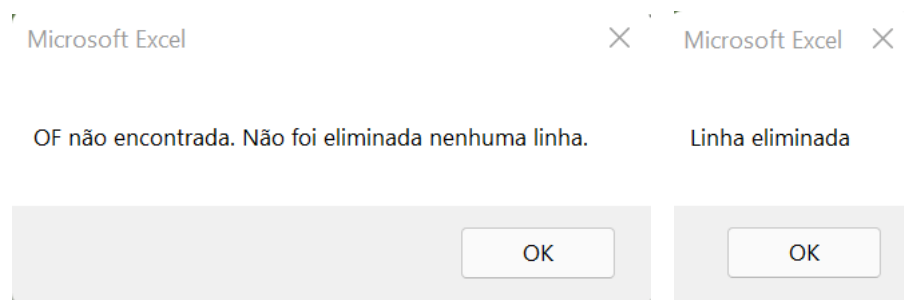 Microsoft Excel
OF não encontrada. Não foi eliminada nenhuma linha.
OK
Microsoft Excel
Linha eliminada
OK